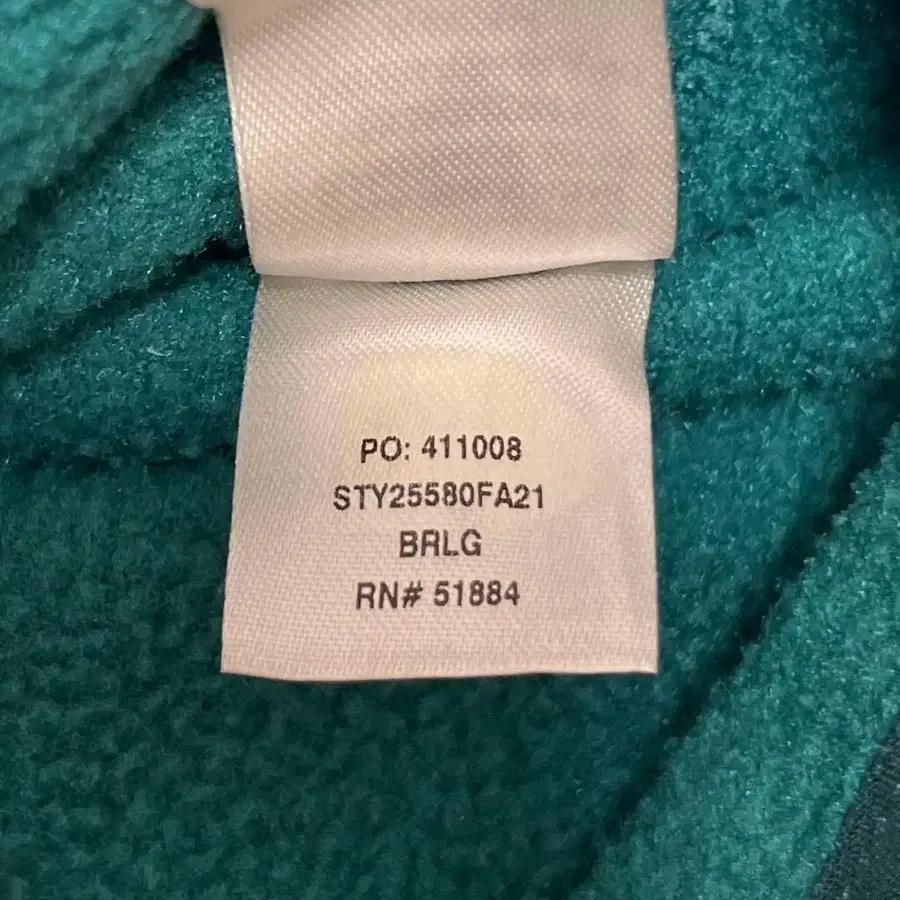 PO: 411008
STY25580FA21
BRLG
RN# 51884